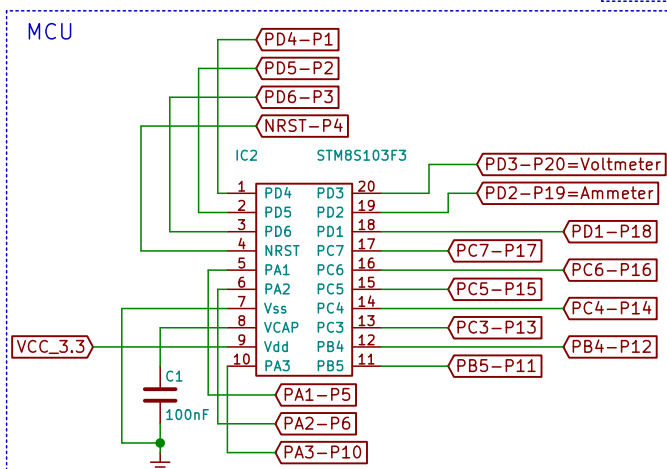 MCU
PD4-P1
PD5-P2
PD6-P3
NRST-P4
IC2 STM8S103F3
PD3-P20=Voltmeter
PD2-P19=Ammeter
1 PD4 PD3 20
2 PD5 PD2 19
3 PD6 PD1 18 PD1-P18
4 NRST PC7 17 PC7-P17
5 PA1 PC6 16 PC6-P16
6 PA2 PC5 15 PC5-P15
7 Vss PC4 14 PC4-P14
8 VCAP PC3 13 PC3-P13
VCC_3.3 9 Vdd PB4 12 PB4-P12
10 PA3 PB5 11 PB5-P11
C1
100nF
PA1-P5
PA2-P6
PA3-P10